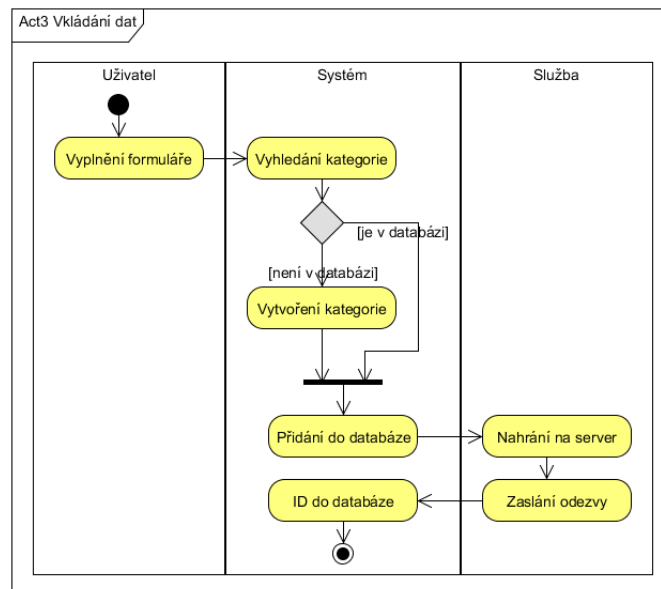 Act3 Vkládání dat
Uživatel
Systém
Služba
Vyplnění formuláře
Vyhledání kategorie
[je v databázi]
[není v databázi]
Vytvoření kategorie
Přidání do databáze
Nahrání na server
ID do databáze
Zaslání odezvy